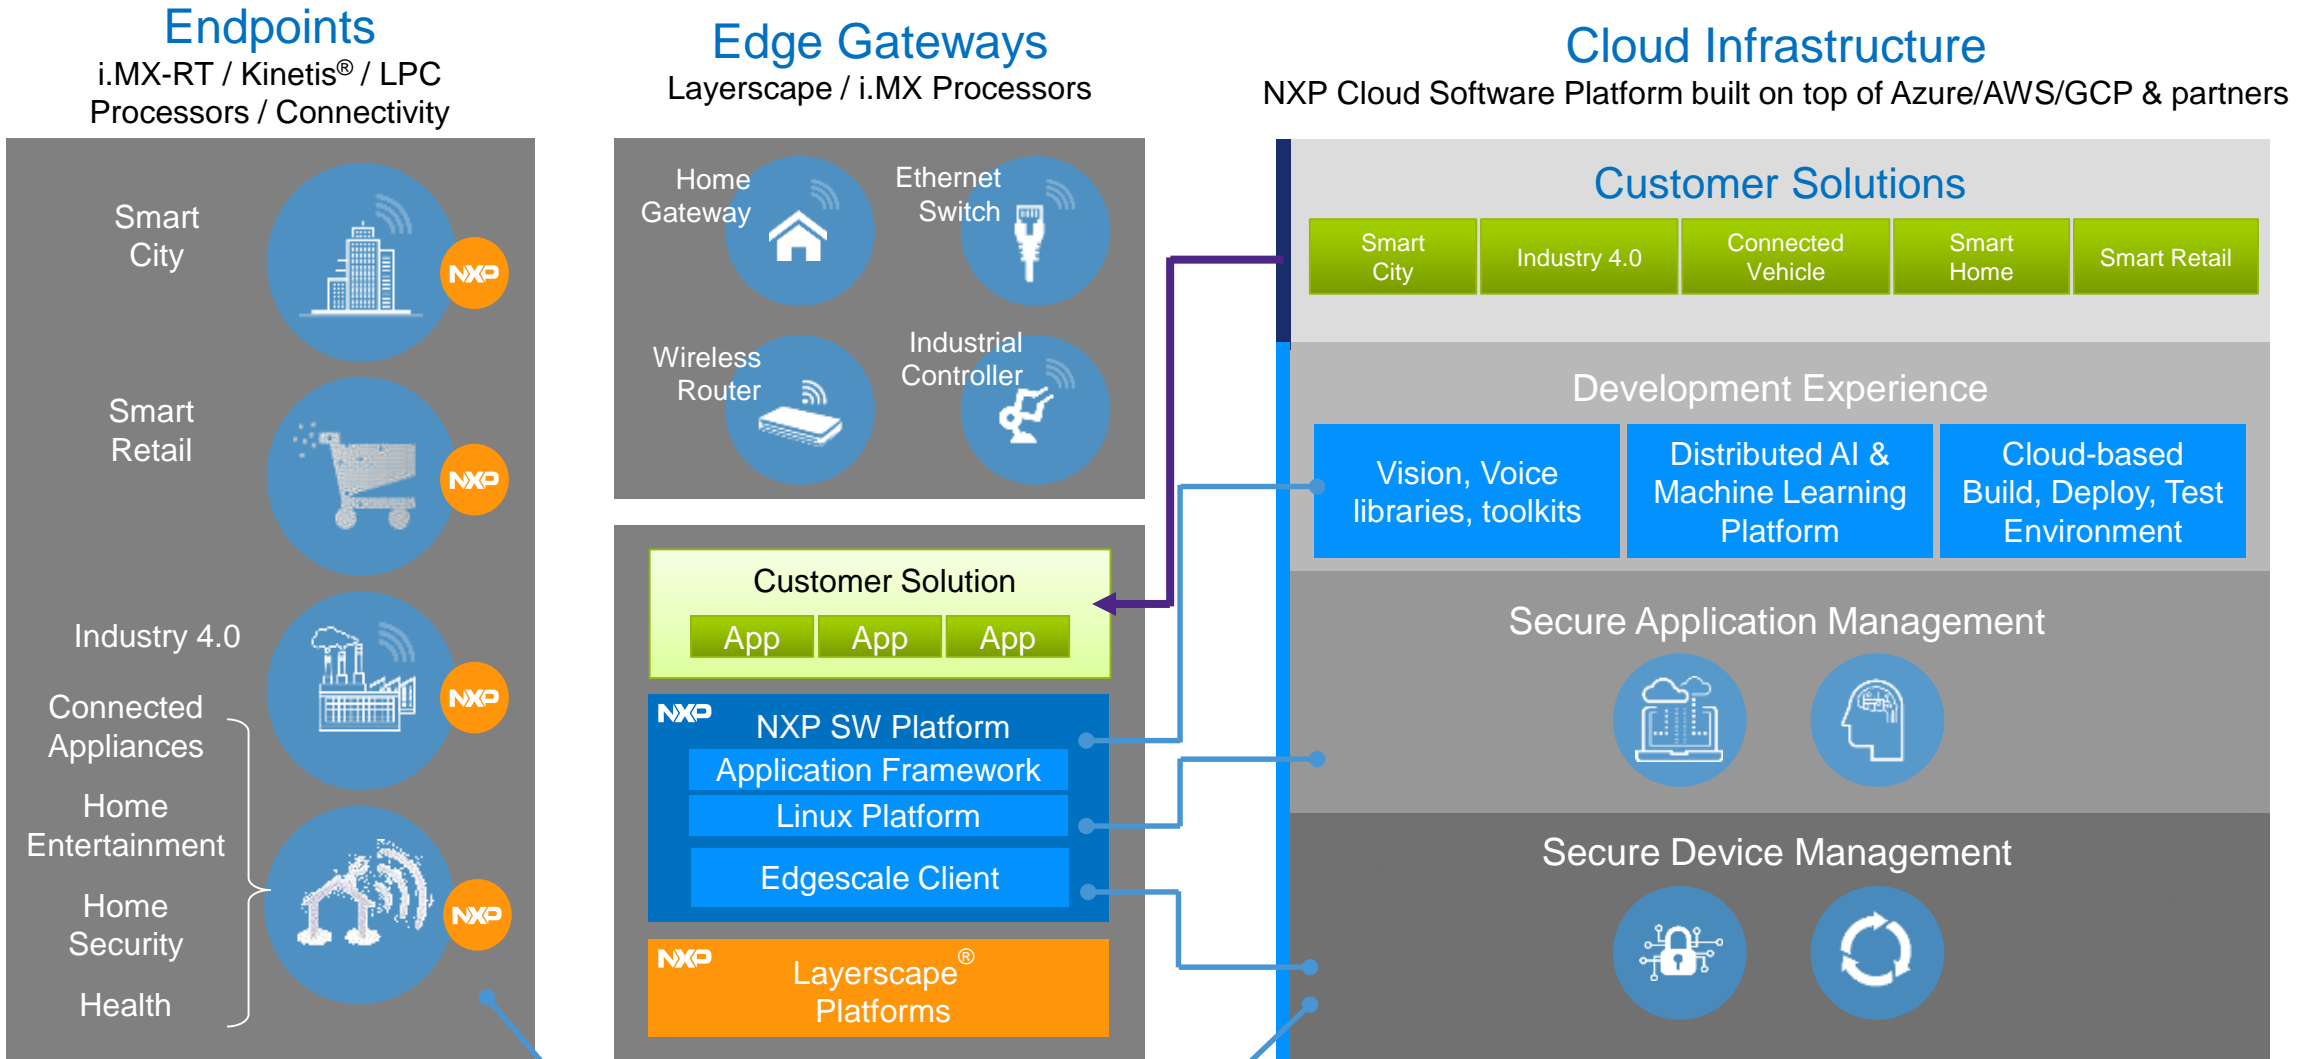 Endpoints
i.MX-RT / Kinetis® / LPC
Processors / Connectivity
Smart
City
NXP
Smart
Retail
NXP
Industry 4.0
NXP
Connected
Appliances
Home
Entertainment
Home
Security
Health
NXP
Edge Gateways
Layerscape / i.MX Processors
Home
Gateway
Ethernet
Switch
Wireless
Router
Industrial
Controller
Customer Solution
App
App
App
NXP
NXP SW Platform
Application Framework
Linux Platform
Edgescale Client
NXP
Layerscape®
Platforms
Cloud Infrastructure
NXP Cloud Software Platform built on top of Azure/AWS/GCP & partners
Customer Solutions
Smart
City
Industry 4.0
Connected
Vehicle
Smart
Home
Smart Retail
Development Experience
Vision, Voice
libraries, toolkits
Distributed AI &
Machine Learning
Platform
Cloud-based
Build, Deploy, Test
Environment
Secure Application Management
Secure Device Management